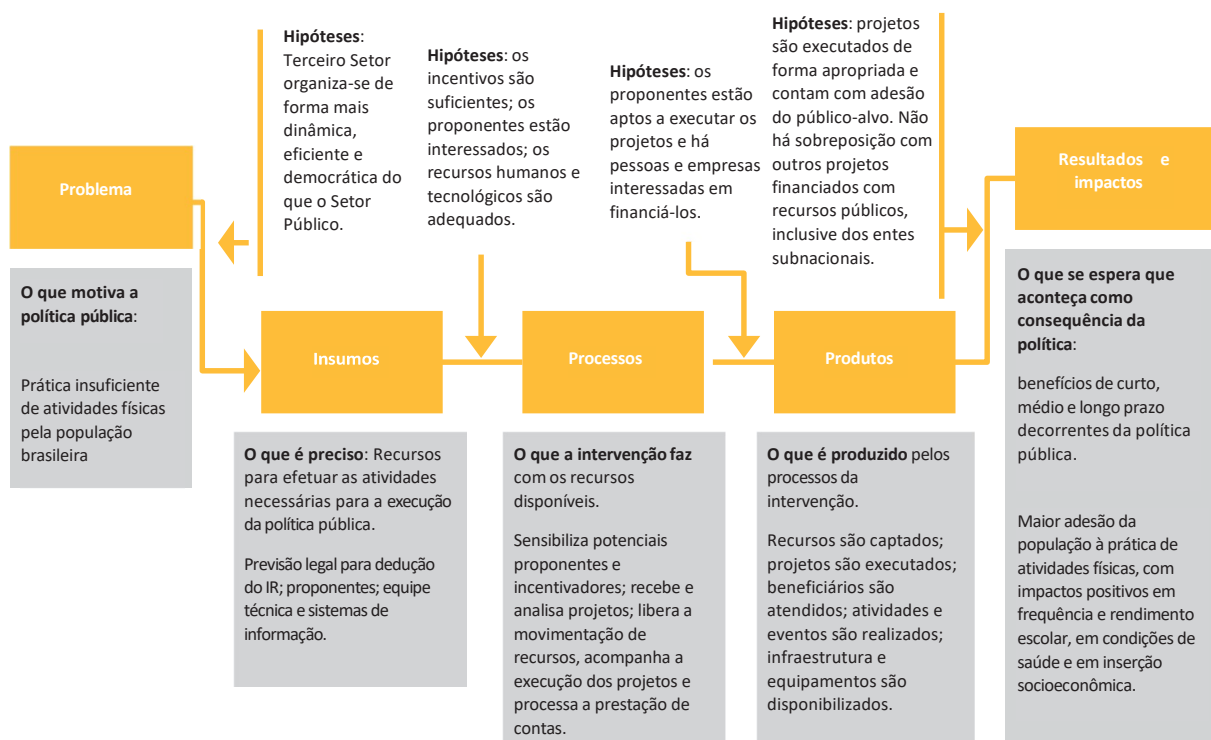 Hipóteses:
Terceiro Setor
organiza-se de
forma mais
dinâmica,
eficiente e
democrática do
que o Setor
Público.
Hipóteses: os
incentivos são
suficientes; os
proponentes estão
interessados; os
recursos humanos e
tecnológicos são
adequados.
Hipóteses: os
proponentes estão
aptos a executar os
projetos e há
pessoas e empresas
interessadas em
financiá-los.
Hipóteses: projetos
são executados de
forma apropriada e
contam com adesão
do público-alvo. Não
há sobreposição com
outros projetos
financiados com
recursos públicos,
inclusive dos entes
subnacionais.
Problema
O que motiva a
política pública:
Prática insuficiente
de atividades físicas
pela população
brasileira
Insumos
O que é preciso: Recursos
para efetuar as atividades
necessárias para a execução
da política pública.
Previsão legal para dedução
do IR; proponentes; equipe
técnica e sistemas de
informação.
Processos
O que a intervenção faz
com os recursos
disponíveis.
Sensibiliza potenciais
proponentes e
incentivadores; recebe e
analisa projetos; libera a
movimentação de
recursos, acompanha a
execução dos projetos e
processa a prestação de
contas.
Produtos
O que é produzido pelos
processos da
intervenção.
Recursos são captados;
projetos são executados;
beneficiários são
atendidos; atividades e
eventos são realizados;
infraestrutura e
equipamentos são
disponibilizados.
Resultados e
impactos
O que se espera que
aconteça como
consequência da
política:
benefícios de curto,
médio e longo prazo
decorrentes da política
pública.
Maior adesão da
população à prática de
atividades físicas, com
impactos positivos em
frequência e rendimento
escolar, em condições de
saúde e em inserção
socioeconômica.